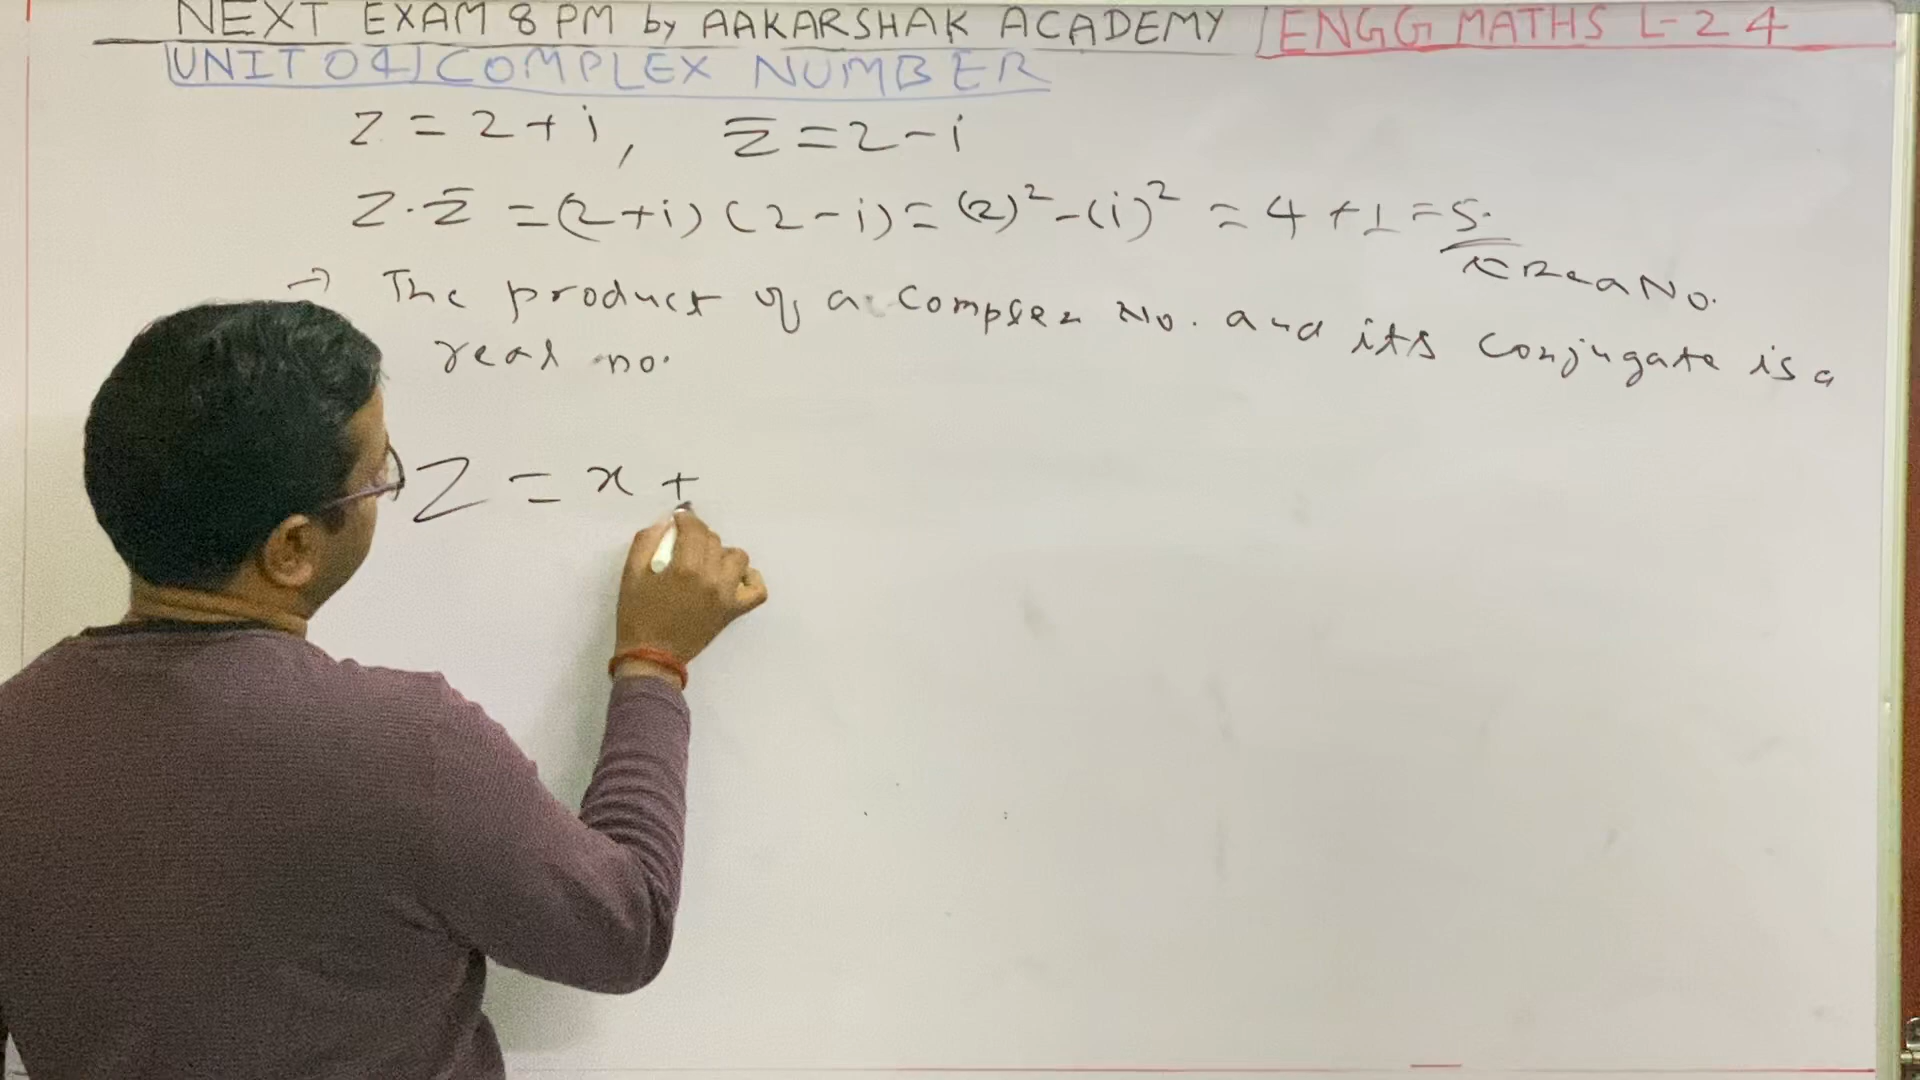 NEXT EXAM 8 PM by AAKARSHAK ACADEMY ENGG MATHS L-24
UNIT 04 COMPLEX NUMBER
Z = 2 + i, Z̅ = 2 - i
Z . Z̅ = (2 + i) (2 - i) = (2)² - (i)² = 4 + 1 = 5.
No.
→ The product of a Complex No. and its Conjugate is a
real no.
Z = x +